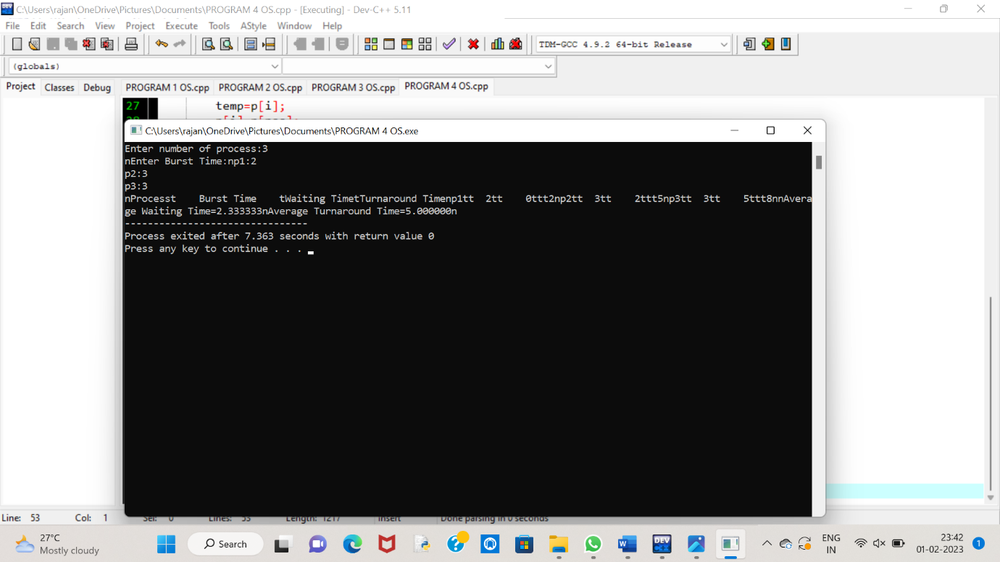 C:\Users\rajan\OneDrive\Pictures\Documents\PROGRAM 4 OS.cpp - [Executing] - Dev-C++ 5.11
File Edit Search View Project Execute Tools AStyle Window Help
TDM-GCC 4.9.2 64-bit Release
(globals)
Project Classes Debug PROGRAM 1 OS.cpp PROGRAM 2 OS.cpp PROGRAM 3 OS.cpp PROGRAM 4 OS.cpp
27 temp=p[i];
C:\Users\rajan\OneDrive\Pictures\Documents\PROGRAM 4 OS.exe
Enter number of process:3
nEnter Burst Time:np1:2
p2:3
p3:3
nProcesst    Burst Time    tWaiting TimetTurnaround Timenp1tt  2tt    0ttt2np2tt  3tt    2ttt5np3tt  3tt    5ttt8nnAvera
ge Waiting Time=2.333333nAverage Turnaround Time=5.000000n
--------------------------------
Process exited after 7.363 seconds with return value 0
Press any key to continue . . .
Line: 53 Col: 1 Sel: 0 Lines: 53 Length: 1217 Insert Done parsing in 0 seconds
27°C
Mostly cloudy
Search
DEV
ENG
IN
23:42
01-02-2023
1